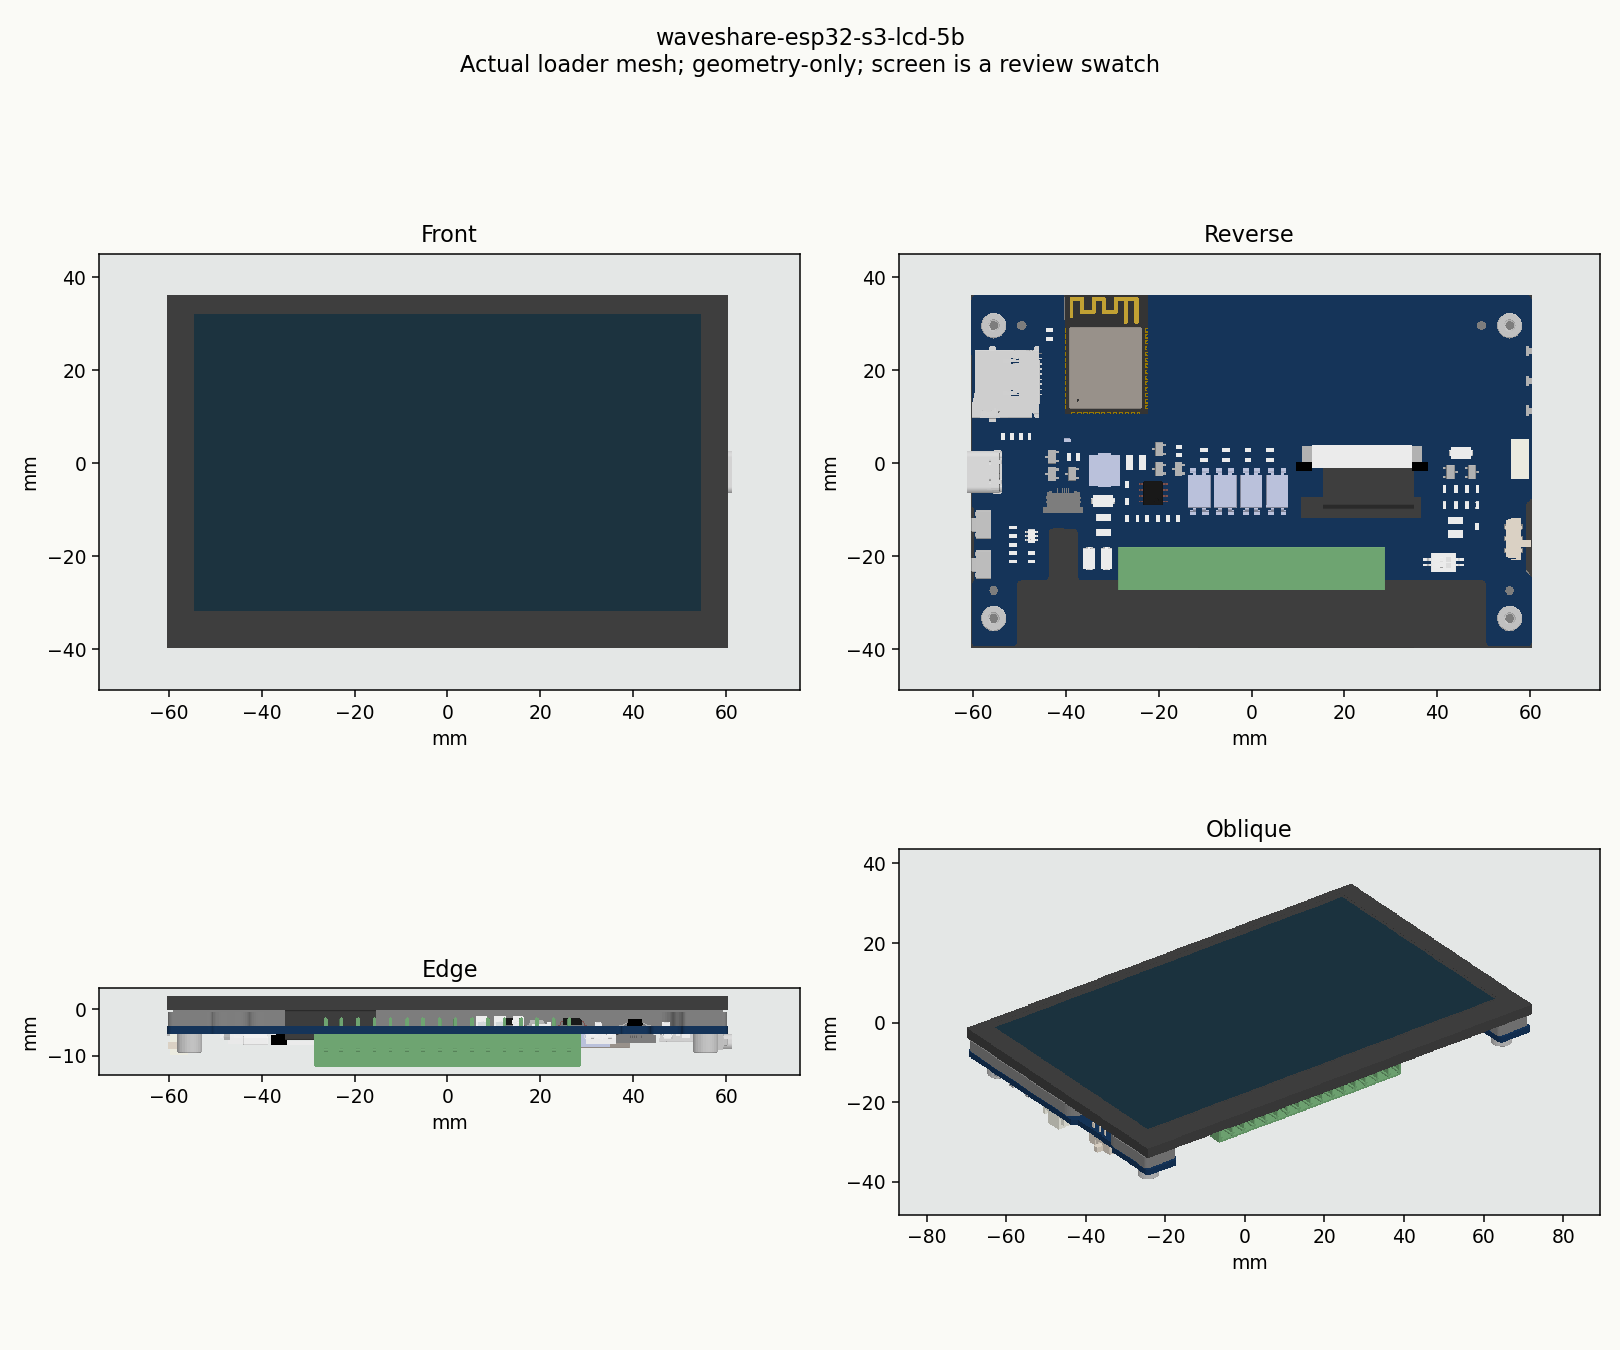 waveshare-esp32-s3-lcd-5b
Actual loader mesh; geometry-only; screen is a review swatch
Front
40
20
0
−20
−40
mm
−60 −40 −20 0 20 40 60
mm
Reverse
40
20
0
−20
−40
mm
−60 −40 −20 0 20 40 60
mm
Edge
0
−10
mm
−60 −40 −20 0 20 40 60
mm
Oblique
40
20
0
−20
−40
mm
−80 −60 −40 −20 0 20 40 60 80
mm